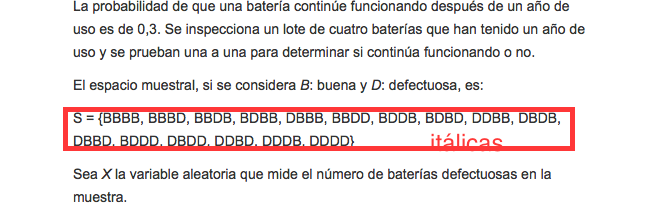 La probabilidad de que una batería continúe funcionando después de un año de
uso es de 0,3. Se inspecciona un lote de cuatro baterías que han tenido un año de
uso y se prueban una a una para determinar si continúa funcionando o no.
El espacio muestral, si se considera B: buena y D: defectuosa, es:
S = {BBBB, BBBD, BBDB, BDBB, DBBB, BBDD, BDDB, BDBD, DDBB, DBDB,
DBBD, BDDD, DBDD, DDBD, DDDB, DDDD}
itálicas
Sea X la variable aleatoria que mide el número de baterías defectuosas en la
muestra.